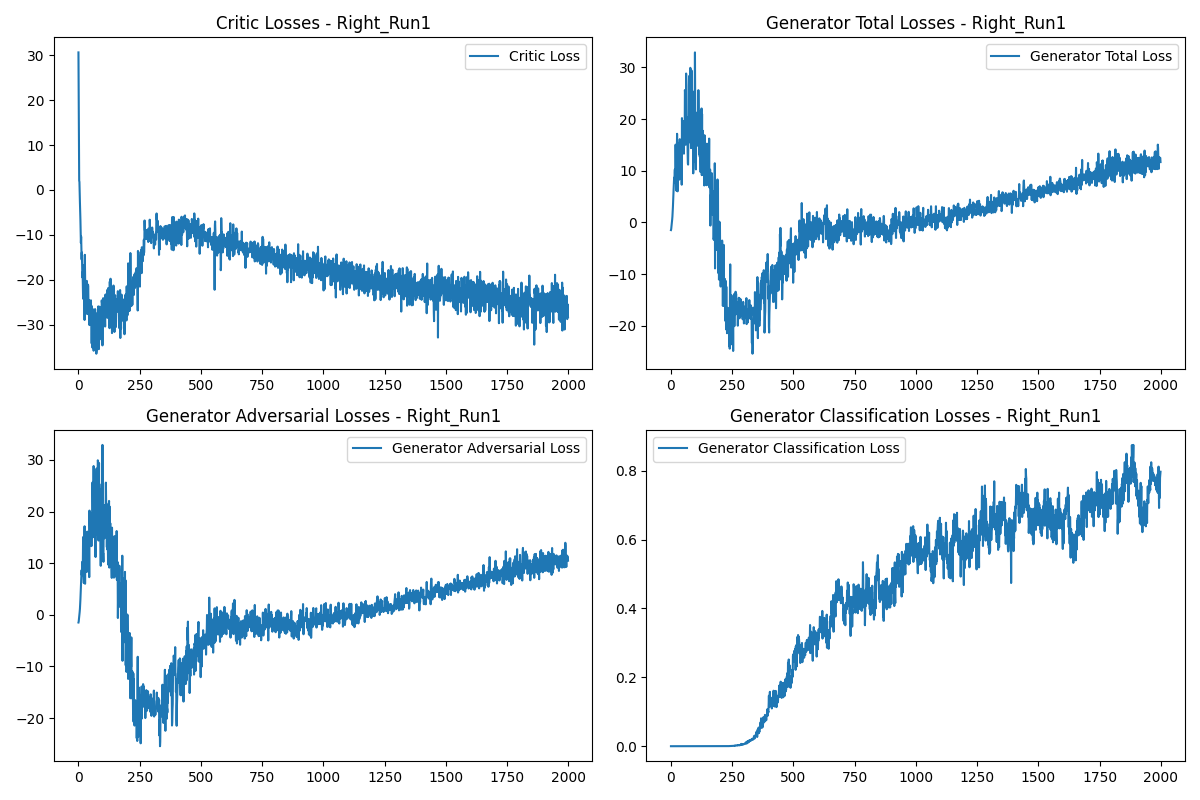 Critic Losses - Right_Run1
Critic Loss
30
20
10
0
−10
−20
−30
0 250 500 750 1000 1250 1500 1750 2000
Generator Total Losses - Right_Run1
Generator Total Loss
30
20
10
0
−10
−20
0 250 500 750 1000 1250 1500 1750 2000
Generator Adversarial Losses - Right_Run1
Generator Adversarial Loss
30
20
10
0
−10
−20
0 250 500 750 1000 1250 1500 1750 2000
Generator Classification Losses - Right_Run1
Generator Classification Loss
0.8
0.6
0.4
0.2
0.0
0 250 500 750 1000 1250 1500 1750 2000